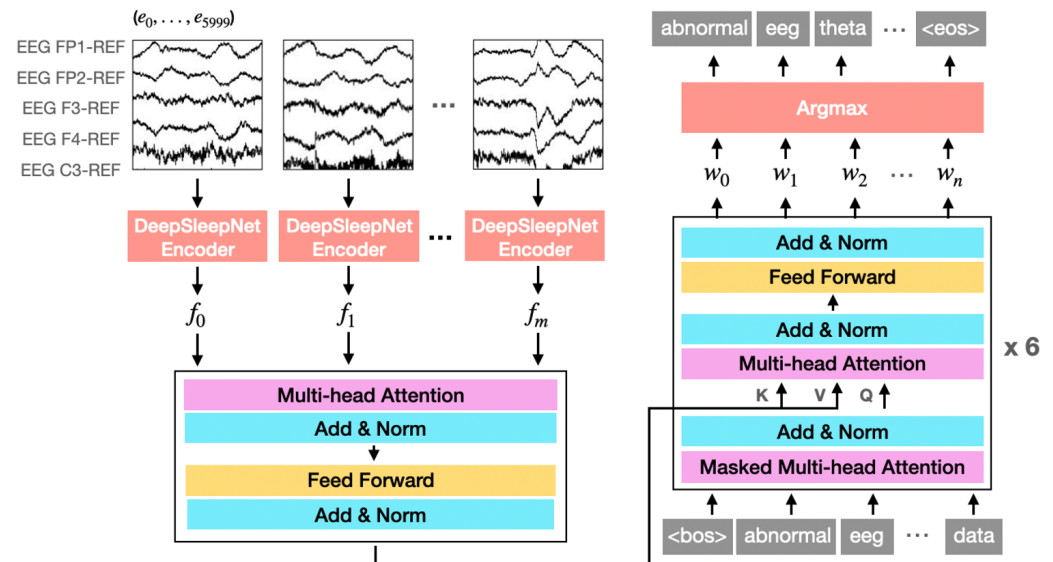 (e0, . . . , e5999)
EEG FP1-REF
EEG FP2-REF
EEG F3-REF
EEG F4-REF
EEG C3-REF
...
DeepSleepNet
Encoder
DeepSleepNet
Encoder
...
DeepSleepNet
Encoder
f0
f1
fm
Multi-head Attention
Add & Norm
Feed Forward
Add & Norm
abnormal eeg theta ... <eos>
Argmax
w0 w1 w2 ... wn
Add & Norm
Feed Forward
Add & Norm
Multi-head Attention
x 6
K V Q
Add & Norm
Masked Multi-head Attention
<bos> abnormal eeg ... data